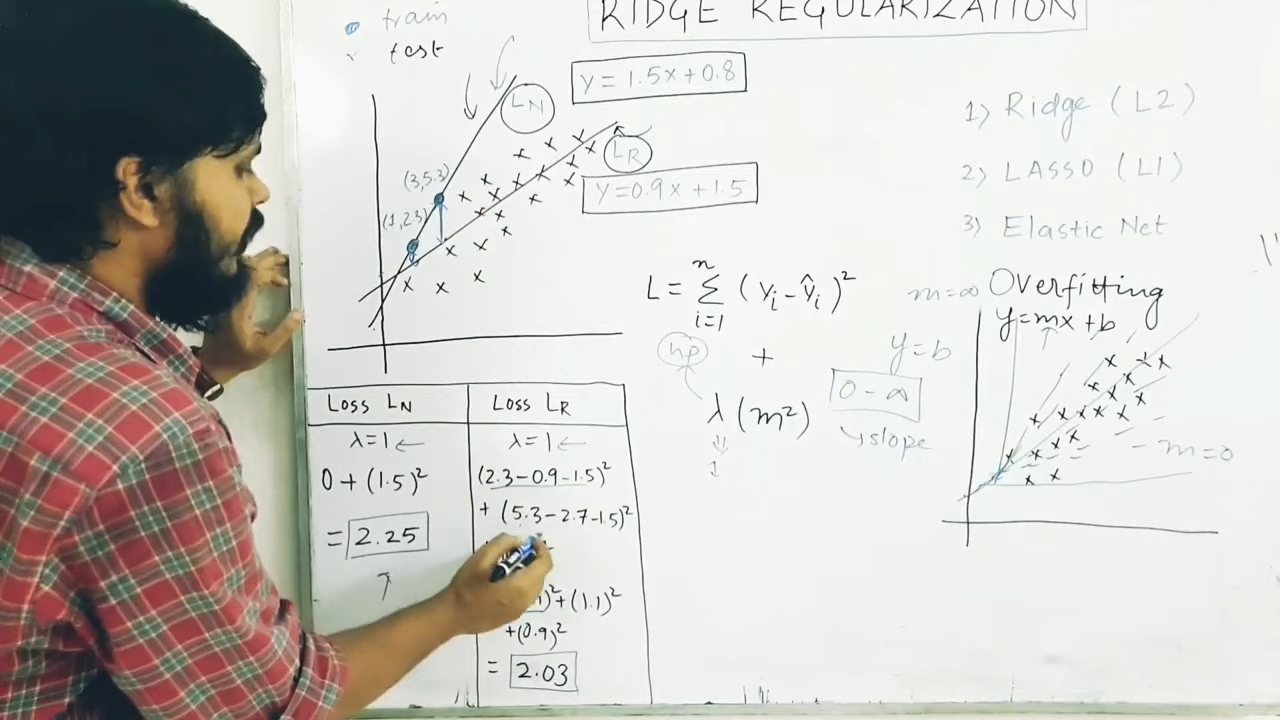 RIDGE REGULARIZATION
train
test
LN
y = 1.5x+0.8
LR
y=0.9x+1.5
(3,5.3)
(1,2.3)
1) Ridge (L2)
2) LASSO (L1)
3) Elastic Net
L = Σ (yi - ŷi)²
n
i=1
+
λ (m²)
hp
1
y=b
0 - ∞
slope
m=∞
Overfitting
y=mx+b
m=0
Loss LN
λ=1
0 + (1.5)²
= 2.25
Loss LR
λ=1
(2.3-0.9-1.5)²
+ (5.3-2.7-1.5)²
)²+(1.1)²
+(0.9)²
= 2.03